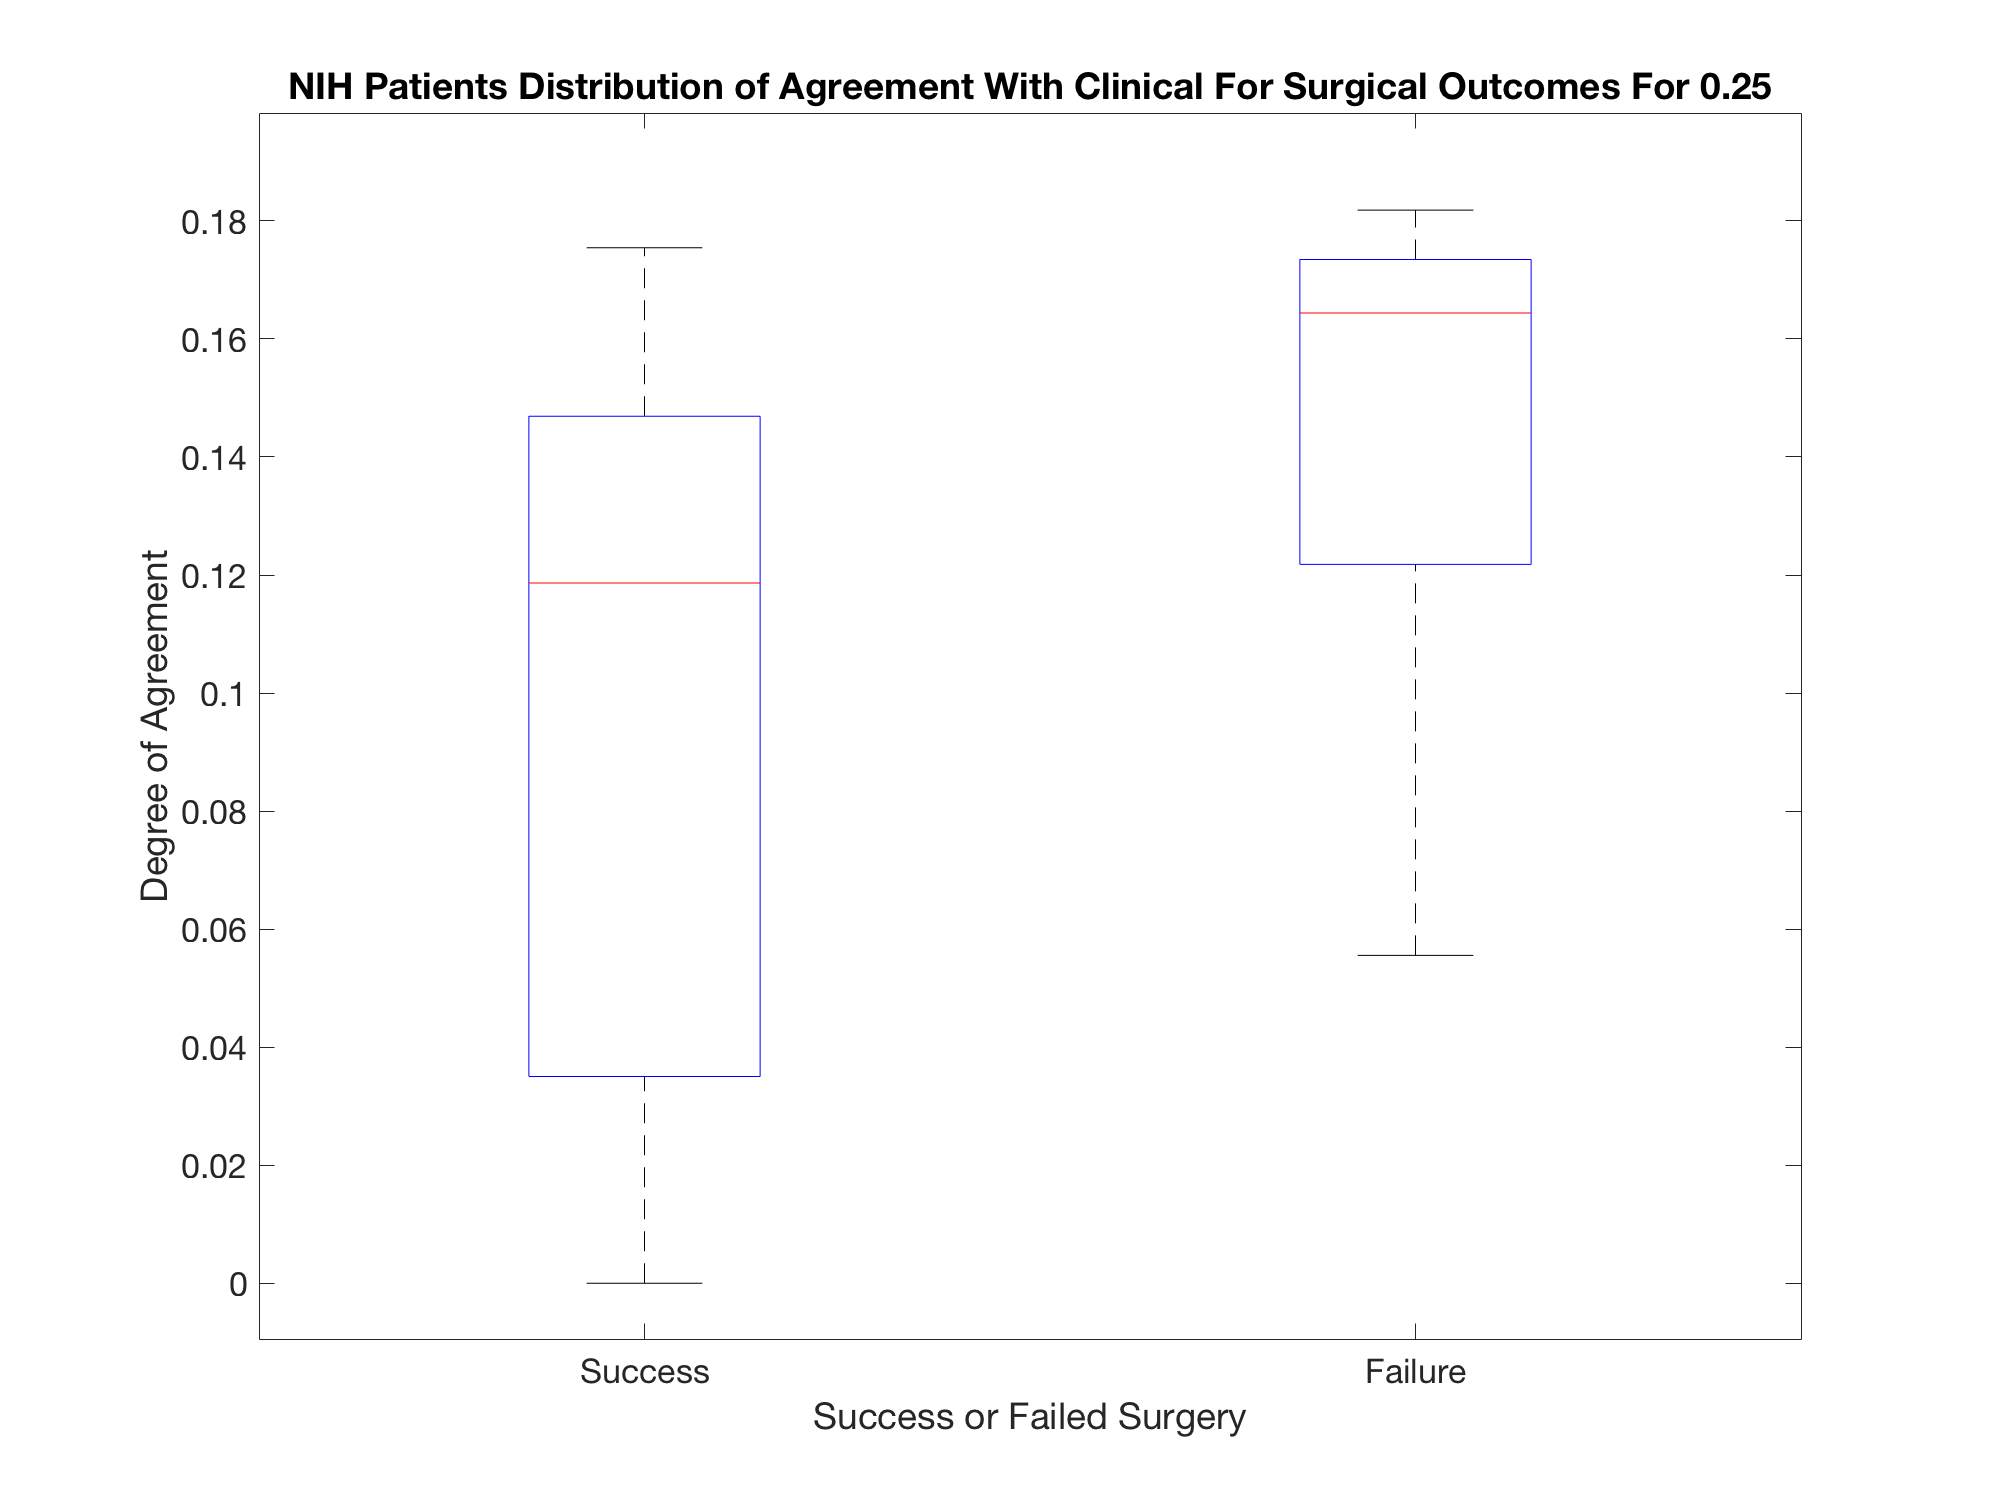 NIH Patients Distribution of Agreement With Clinical For Surgical Outcomes For 0.25
0.18
0.16
0.14
0.12
0.1
0.08
0.06
0.04
0.02
0
Degree of Agreement
Success
Failure
Success or Failed Surgery